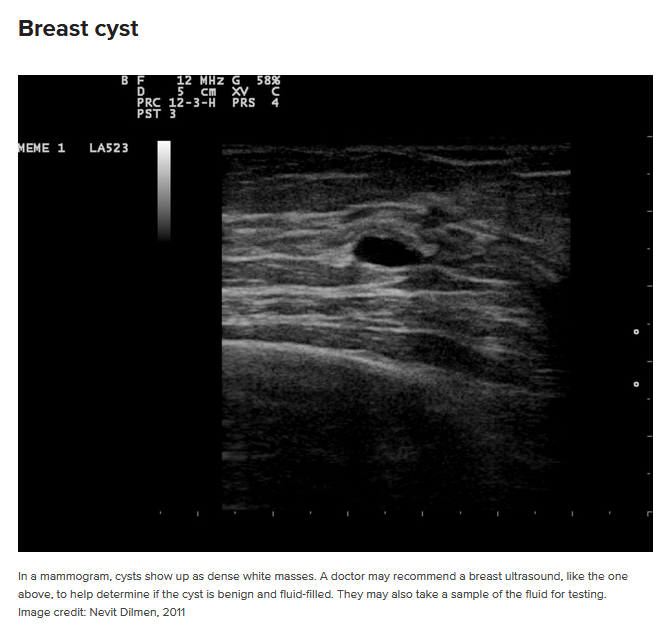 Breast cyst
B F 12 MHz G 58%
D 5 cm XV C
PRC 12-3-H PRS 4
PST 3
MEME 1 LA523
In a mammogram, cysts show up as dense white masses. A doctor may recommend a breast ultrasound, like the one
above, to help determine if the cyst is benign and fluid-filled. They may also take a sample of the fluid for testing.
Image credit: Nevit Dilmen, 2011